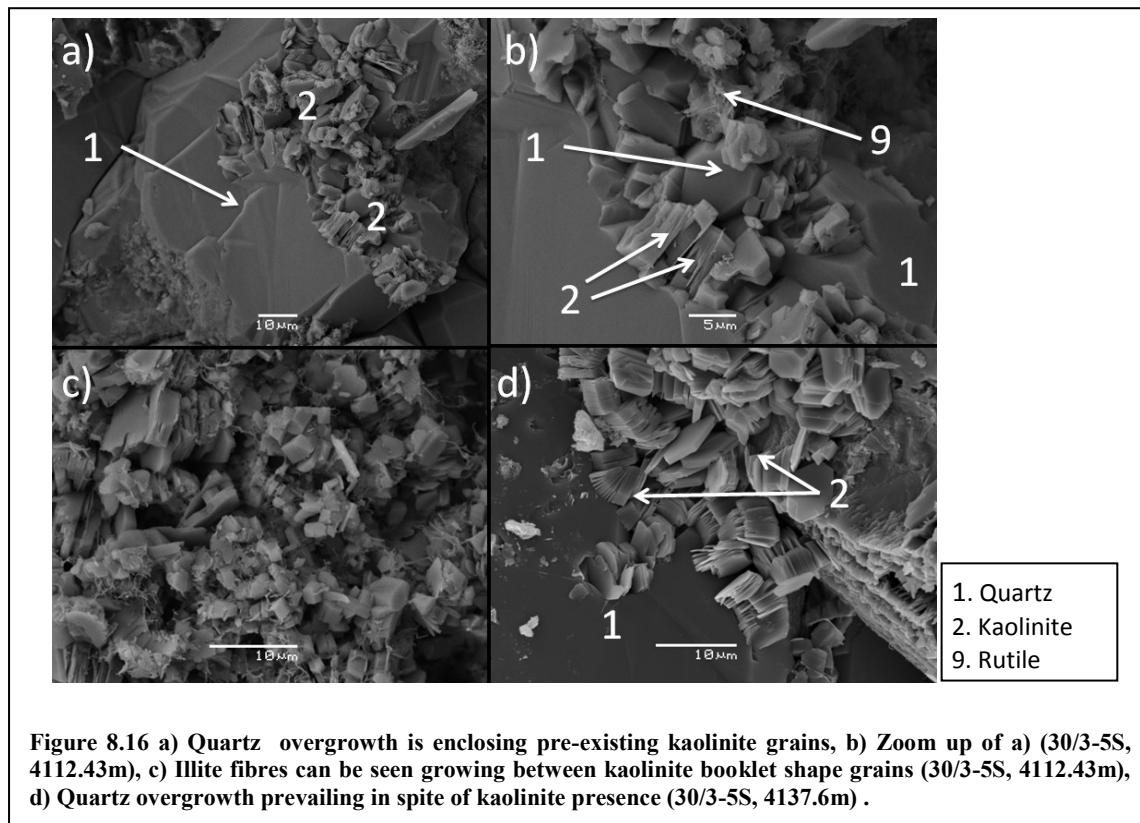 a)
1
2
2
10μm
b)
1
9
2
1
5μm
c)
10μm
d)
2
1
10μm
1. Quartz
2. Kaolinite
9. Rutile
Figure 8.16 a) Quartz overgrowth is enclosing pre-existing kaolinite grains, b) Zoom up of a) (30/3-5S,
4112.43m), c) Illite fibres can be seen growing between kaolinite booklet shape grains (30/3-5S, 4112.43m),
d) Quartz overgrowth prevailing in spite of kaolinite presence (30/3-5S, 4137.6m) .